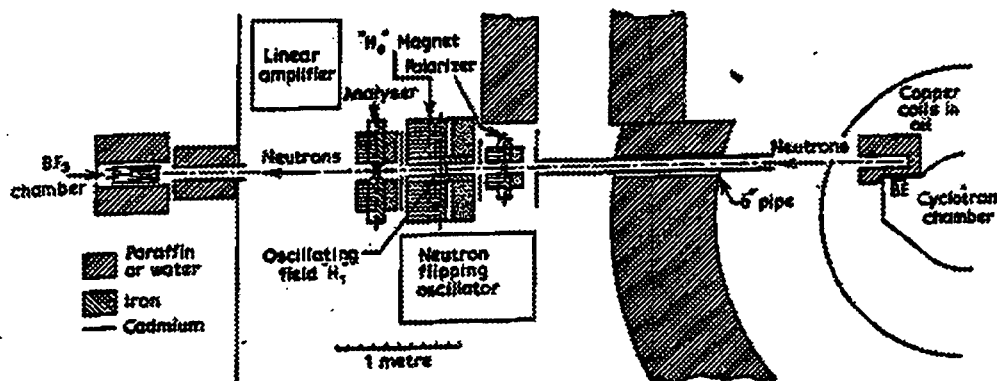 Linear
amplifier
"H₀" Magnet
Polarizer
Analyser
Copper
coils in
oil
BF₃
chamber
Neutrons
Neutrons
BE
Cyclotron
chamber
6" pipe
Oscillating
field "H₁"
Neutron
flipping
oscillator
Paraffin
or water
Iron
Cadmium
1 metre